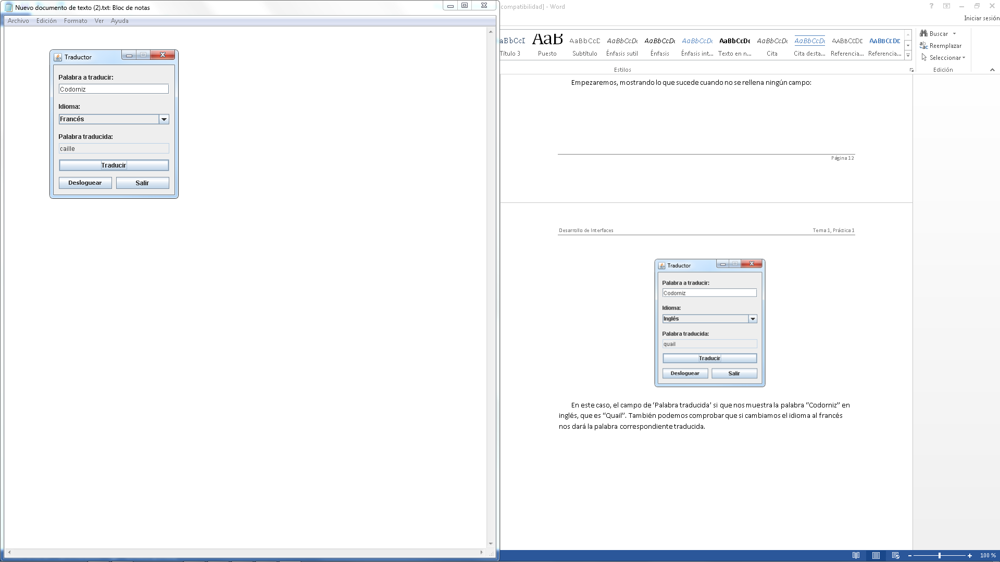 Nuevo documento de texto (2).txt: Bloc de notas
Archivo Edición Formato Ver Ayuda
Traductor
Palabra a traducir:
Codorniz
Idioma:
Francés
Palabra traducida:
caille
Traducir
Desloguear Salir
compatibilidad] - Word
Iniciar sesión
aBbCcI AaB AaBbCcD AaBbCcDc AaBbCcDc AaBbCcDc AaBbCcDc AaBbCcDc AaBbCcDc AABBCCDE AABBCCDE
Título 3 Puesto Subtítulo Énfasis sutil Énfasis Énfasis int... Texto en n... Cita Cita desta... Referencia... Referencia...
Estilos
Buscar
Reemplazar
Seleccionar
Edición
Empezaremos, mostrando lo que sucede cuando no se rellena ningún campo:
Página 12
Desarrollo de Interfaces Tema 1, Práctica 1
Traductor
Palabra a traducir:
Codorniz
Idioma:
Inglés
Palabra traducida:
quail
Traducir
Desloguear Salir
En este caso, el campo de ‘Palabra traducida’ si que nos muestra la palabra “Codorniz” en
inglés, que es “Quail”. También podemos comprobar que si cambiamos el idioma al francés
nos dará la palabra correspondiente traducida.
100 %